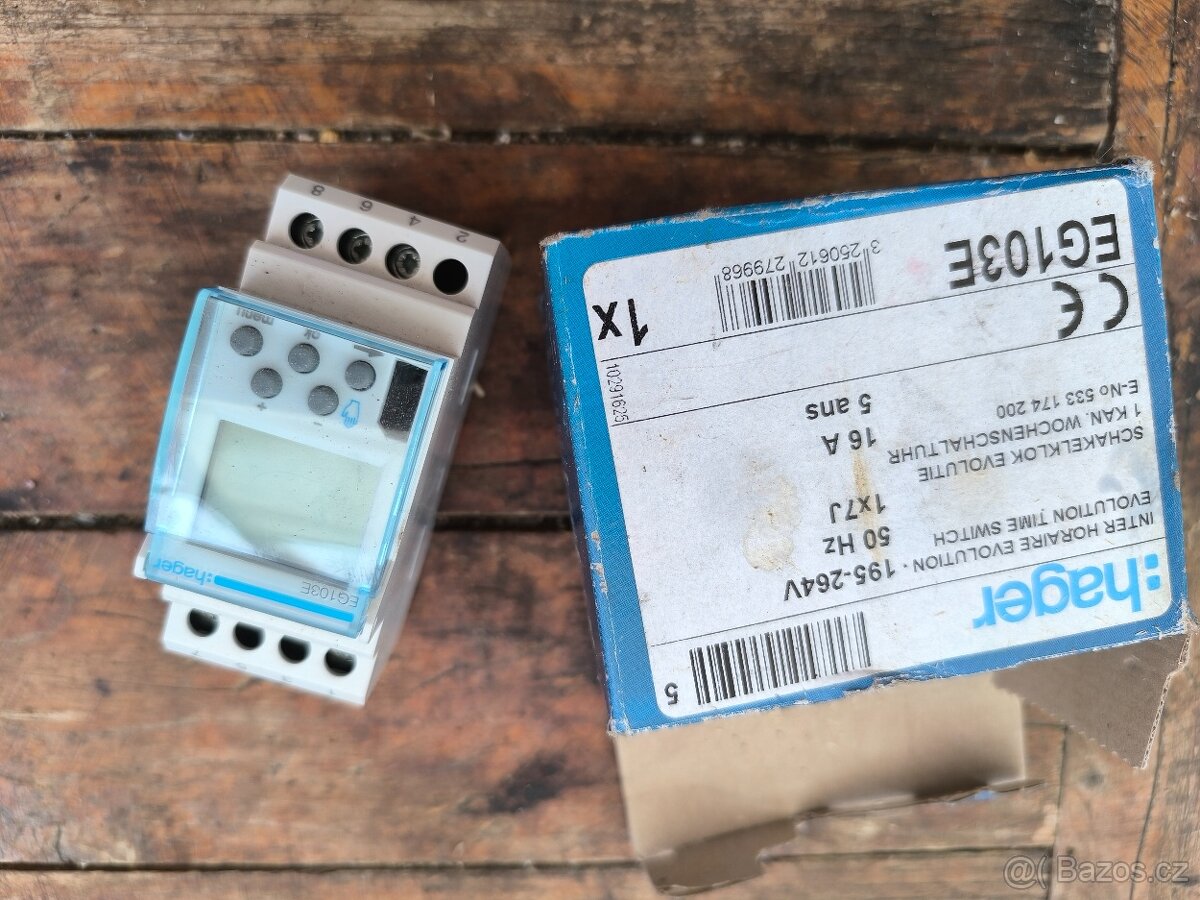 :hager
INTER HORAIRE EVOLUTION · 195-264V
EVOLUTION TIME SWITCH 50 Hz
1x7J
SCHAKELKLOK EVOLUTIE 16 A
1 KAN. WOCHENSCHALTUHR
E-No 533 174 200 5 ans
10291625
CE
1x
EG103E
3 250612 279968
5
EG103E
:hager
- +
ok menu
2 4 6 8
@( Bazos.cz